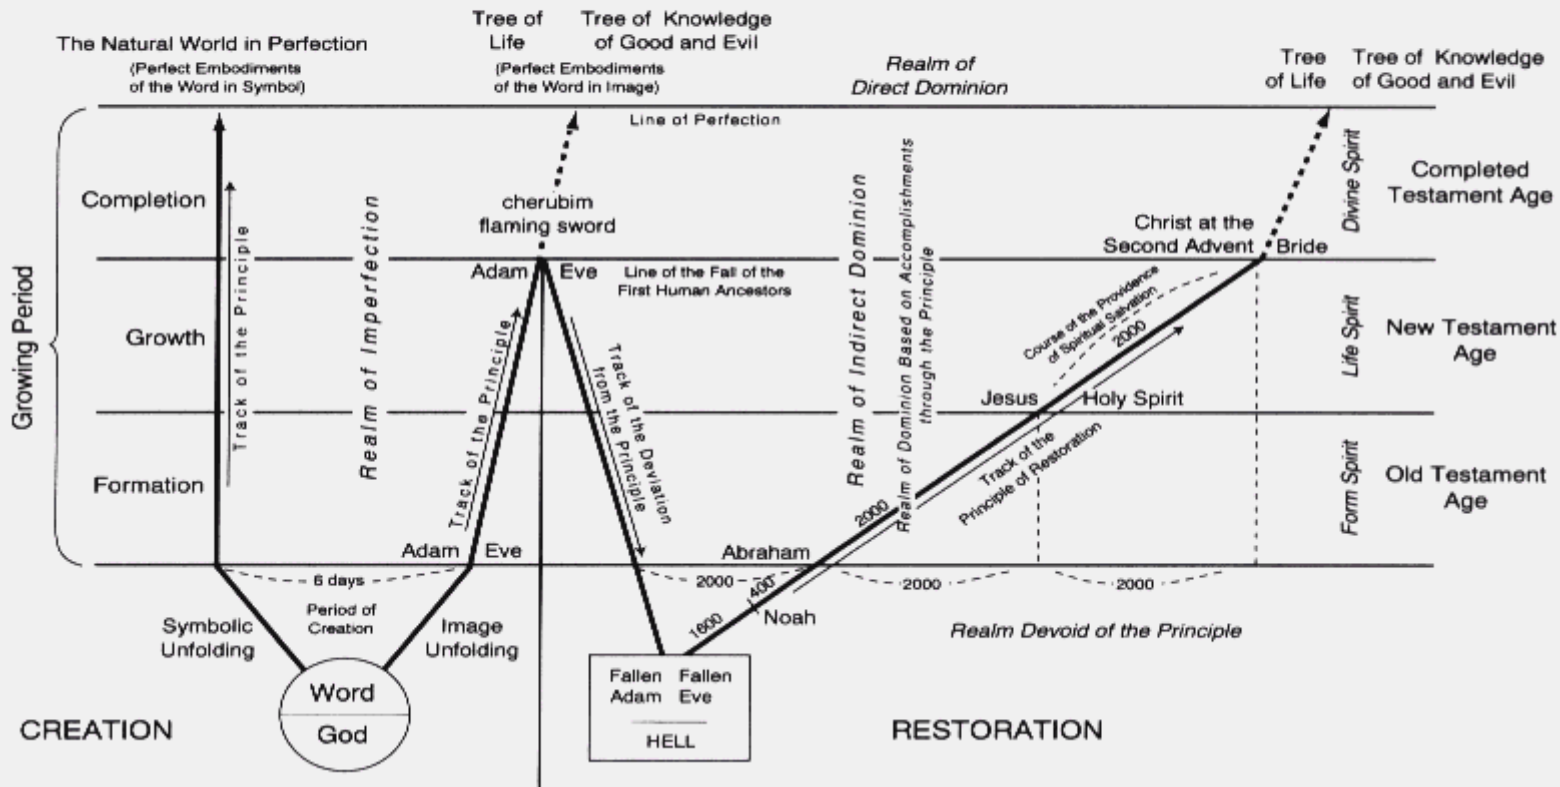 The Natural World in Perfection
(Perfect Embodiments
of the Word in Symbol)
Tree of
Life
Tree of Knowledge
of Good and Evil
(Perfect Embodiments
of the Word in Image)
Realm of
Direct Dominion
Tree
of Life
Tree of Knowledge
of Good and Evil
Line of Perfection
Growing Period
Completion
Growth
Formation
Track of the Principle
Realm of Imperfection
cherubim
flaming sword
Adam
Eve
Line of the Fall of the
First Human Ancestors
Track of the Principle
Track of the Deviation
from the Principle
Realm of Indirect Dominion
Realm of Dominion Based on Accomplishments
through the Principle
Christ at the
Second Advent
Bride
Course of the Providence
of Spiritual Salvation
2000
Jesus
Holy Spirit
Track of the
Principle of Restoration
2000
Divine Spirit
Life Spirit
Form Spirit
Completed
Testament Age
New Testament
Age
Old Testament
Age
Adam
Eve
Abraham
6 days
2000
2000
2000
400
1600
Noah
Period of
Creation
Symbolic
Unfolding
Image
Unfolding
Realm Devoid of the Principle
Word
God
Fallen
Adam
Fallen
Eve
HELL
CREATION
RESTORATION